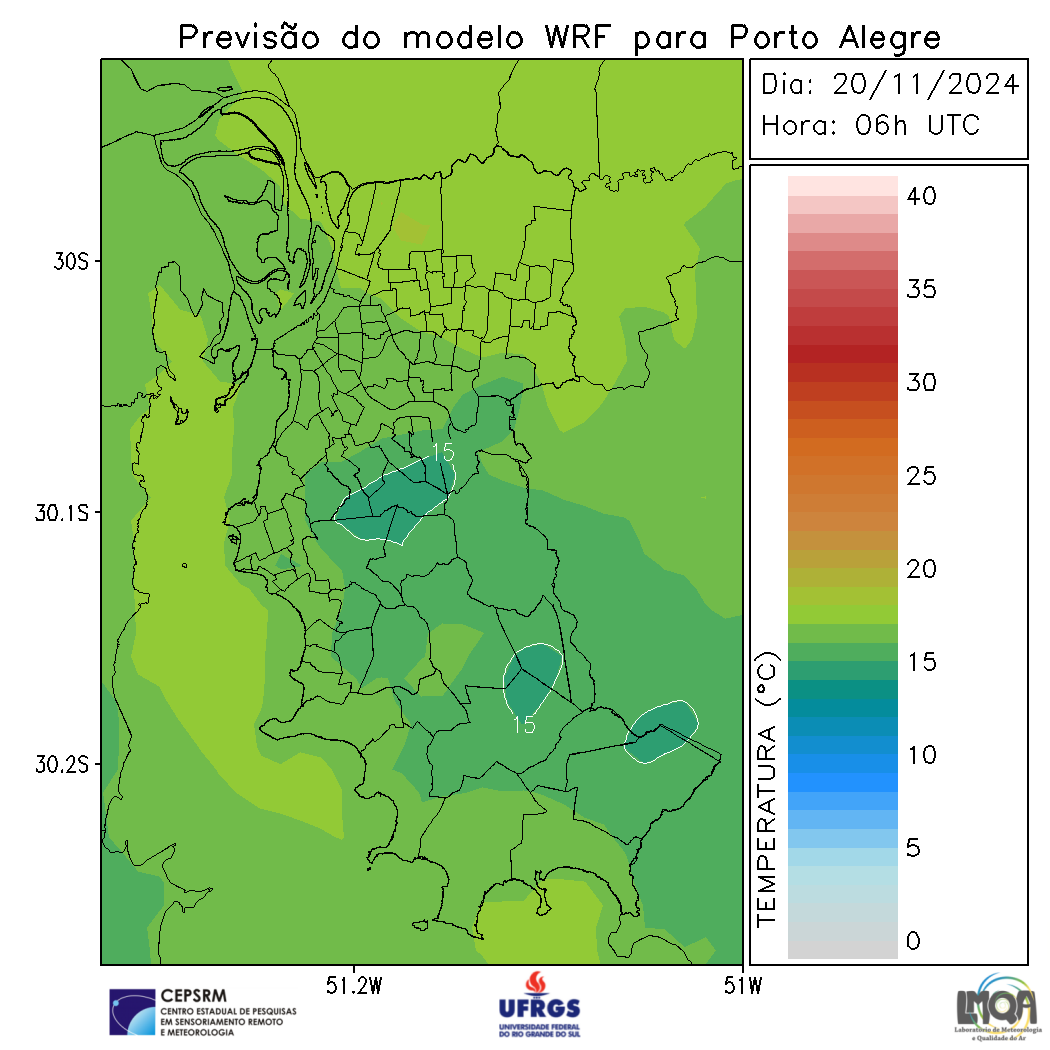 Previsão do modelo WRF para Porto Alegre
Dia: 20/11/2024
Hora: 06h UTC
30S
30.1S
30.2S
51.2W
51W
15
15
TEMPERATURA (°C)
40
35
30
25
20
15
10
5
0
CEPSRM
CENTRO ESTADUAL DE PESQUISAS
EM SENSORIAMENTO REMOTO
E METEOROLOGIA
UFRGS
UNIVERSIDADE FEDERAL
DO RIO GRANDE DO SUL
LMQA
Laboratório de Meteorologia
e Qualidade do Ar